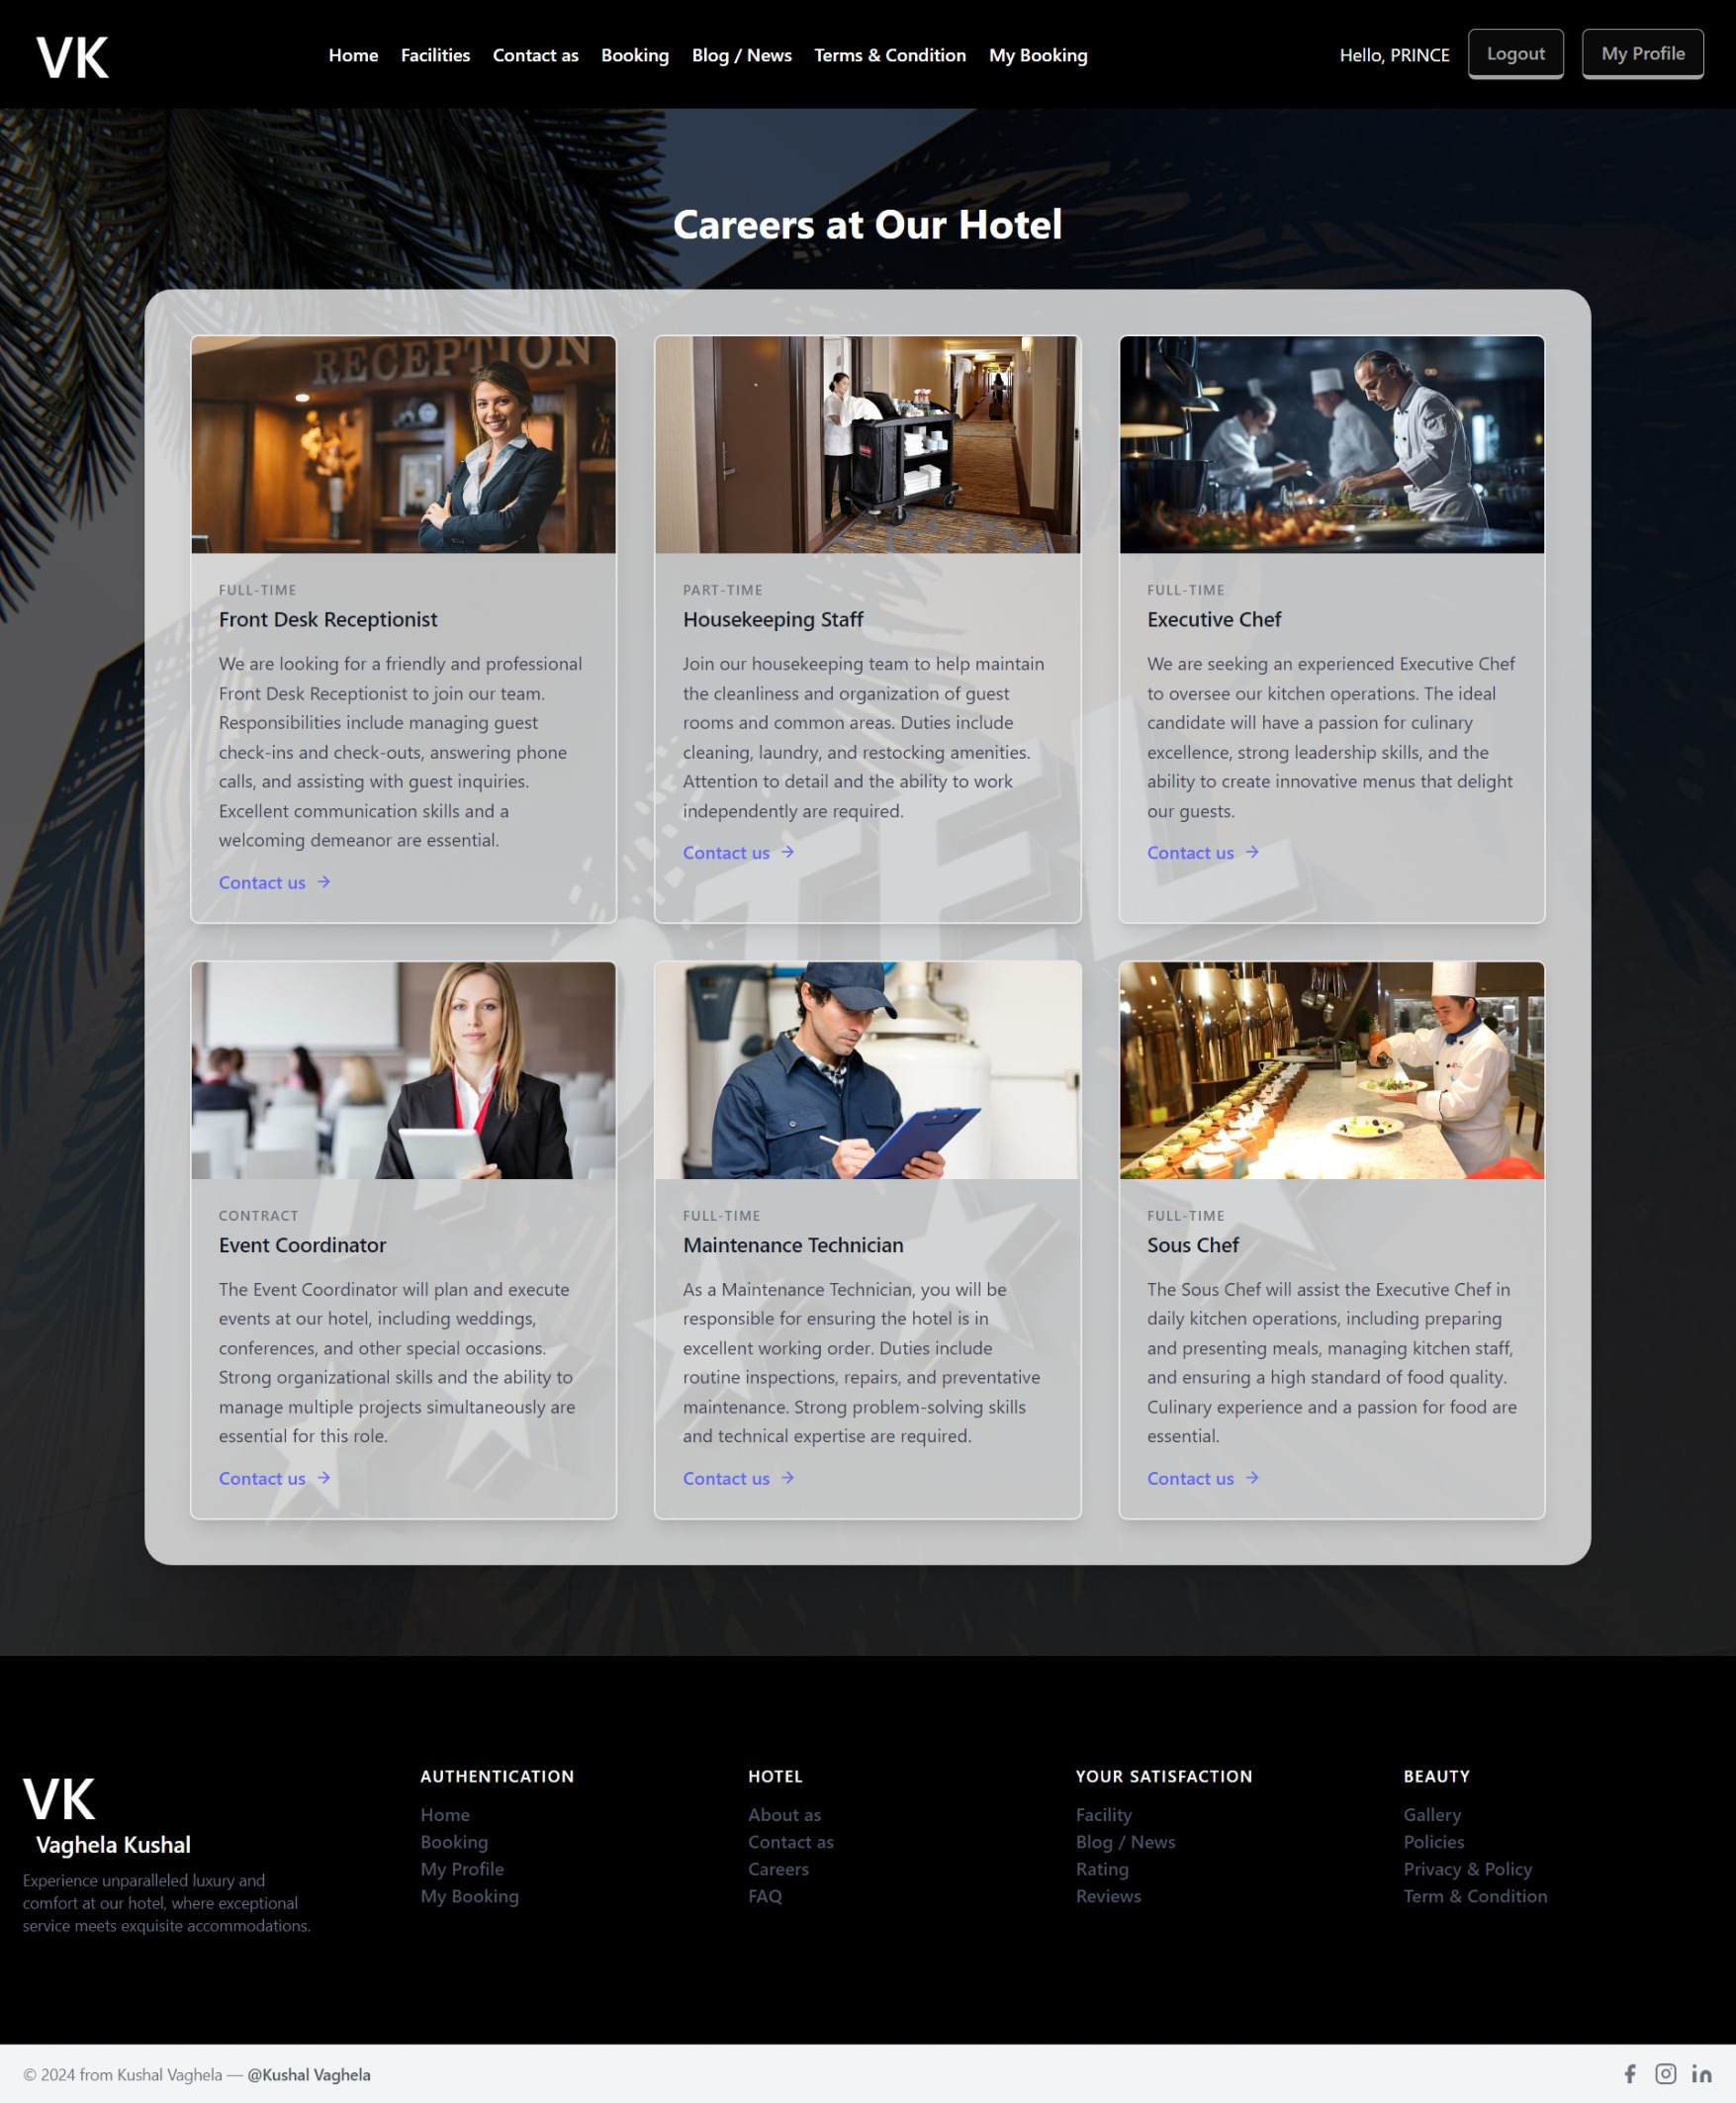 VK
Home Facilities Contact as Booking Blog / News Terms & Condition My Booking
Hello, PRINCE Logout My Profile
Careers at Our Hotel
RECEPTION
FULL-TIME
Front Desk Receptionist
We are looking for a friendly and professional
Front Desk Receptionist to join our team.
Responsibilities include managing guest
check-ins and check-outs, answering phone
calls, and assisting with guest inquiries.
Excellent communication skills and a
welcoming demeanor are essential.
Contact us →
PART-TIME
Housekeeping Staff
Join our housekeeping team to help maintain
the cleanliness and organization of guest
rooms and common areas. Duties include
cleaning, laundry, and restocking amenities.
Attention to detail and the ability to work
independently are required.
Contact us →
FULL-TIME
Executive Chef
We are seeking an experienced Executive Chef
to oversee our kitchen operations. The ideal
candidate will have a passion for culinary
excellence, strong leadership skills, and the
ability to create innovative menus that delight
our guests.
Contact us →
CONTRACT
Event Coordinator
The Event Coordinator will plan and execute
events at our hotel, including weddings,
conferences, and other special occasions.
Strong organizational skills and the ability to
manage multiple projects simultaneously are
essential for this role.
Contact us →
FULL-TIME
Maintenance Technician
As a Maintenance Technician, you will be
responsible for ensuring the hotel is in
excellent working order. Duties include
routine inspections, repairs, and preventative
maintenance. Strong problem-solving skills
and technical expertise are required.
Contact us →
FULL-TIME
Sous Chef
The Sous Chef will assist the Executive Chef in
daily kitchen operations, including preparing
and presenting meals, managing kitchen staff,
and ensuring a high standard of food quality.
Culinary experience and a passion for food are
essential.
Contact us →
VK
Vaghela Kushal
Experience unparalleled luxury and
comfort at our hotel, where exceptional
service meets exquisite accommodations.
AUTHENTICATION
Home
Booking
My Profile
My Booking
HOTEL
About as
Contact as
Careers
FAQ
YOUR SATISFACTION
Facility
Blog / News
Rating
Reviews
BEAUTY
Gallery
Policies
Privacy & Policy
Term & Condition
© 2024 from Kushal Vaghela — @Kushal Vaghela